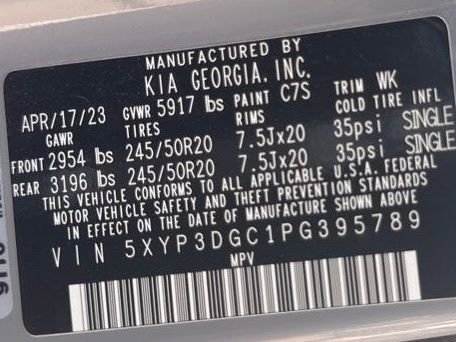 MANUFACTURED BY
KIA GEORGIA, INC.
APR/17/23 GVWR 5917 lbs PAINT C7S TRIM WK
GAWR TIRES RIMS COLD TIRE INFL
FRONT 2954 lbs 245/50R20 7.5Jx20 35psi SINGLE
REAR 3196 lbs 245/50R20 7.5Jx20 35psi SINGLE
THIS VEHICLE CONFORMS TO ALL APPLICABLE U.S.A. FEDERAL
MOTOR VEHICLE SAFETY AND THEFT PREVENTION STANDARDS
IN EFFECT ON THE DATE OF MANUFACTURE SHOWN ABOVE
VIN 5XYP3DGC1PG395789
MPV